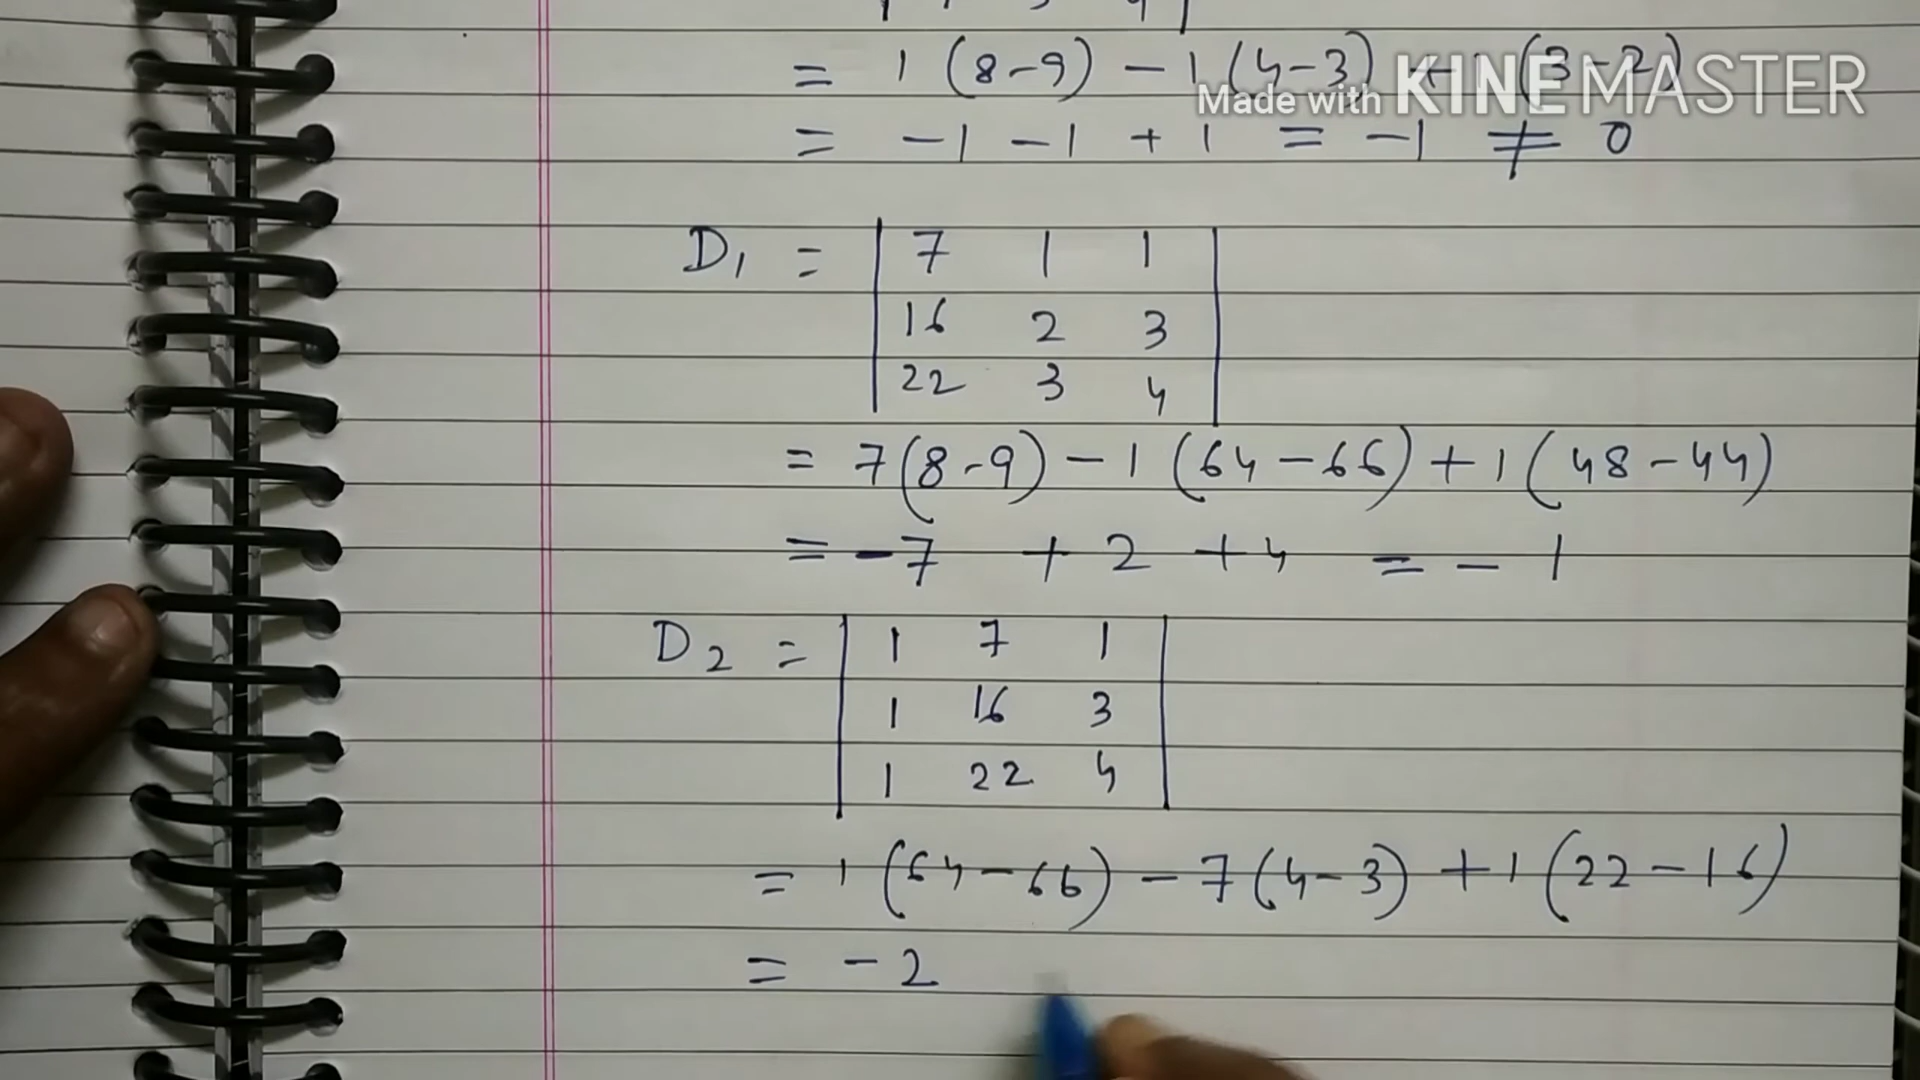 = 1 (8-9) - 1 (4-3) + 1 (3-2)
Made with KINEMASTER
= -1 -1 + 1 = -1 ≠ 0
D₁ = | 7 1 1 |
| 16 2 3 |
| 22 3 4 |
= 7(8-9) - 1 (64-66) + 1 (48-44)
= -7 + 2 + 4 = -1
D₂ = | 1 7 1 |
| 1 16 3 |
| 1 22 4 |
= 1 (64-66) - 7 (4-3) + 1 (22-16)
= -2